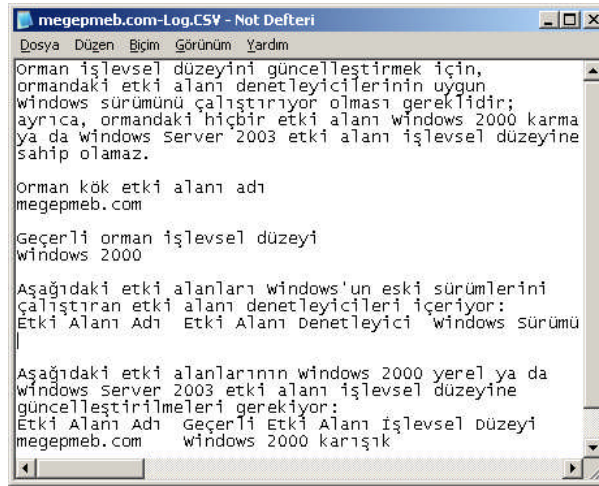 megepmeb.com-Log.CSV - Not Defteri
Dosya Düzen Biçim Görünüm Yardım
Orman işlevsel düzeyini güncelleştirmek için,
ormandaki etki alanı denetleyicilerinin uygun
Windows sürümünü çalıştırıyor olması gereklidir;
ayrıca, ormandaki hiçbir etki alanı Windows 2000 karma
ya da Windows Server 2003 etki alanı işlevsel düzeyine
sahip olamaz.
Orman kök etki alanı adı
megepmeb.com
Geçerli orman işlevsel düzeyi
Windows 2000
Aşağıdaki etki alanları Windows'un eski sürümlerini
çalıştıran etki alanı denetleyicileri içeriyor:
Etki Alanı Adı Etki Alanı Denetleyici Windows Sürümü
Aşağıdaki etki alanlarının Windows 2000 yerel ya da
Windows Server 2003 etki alanı işlevsel düzeyine
güncelleştirilmeleri gerekiyor:
Etki Alanı Adı Geçerli Etki Alanı İşlevsel Düzeyi
megepmeb.com Windows 2000 karışık